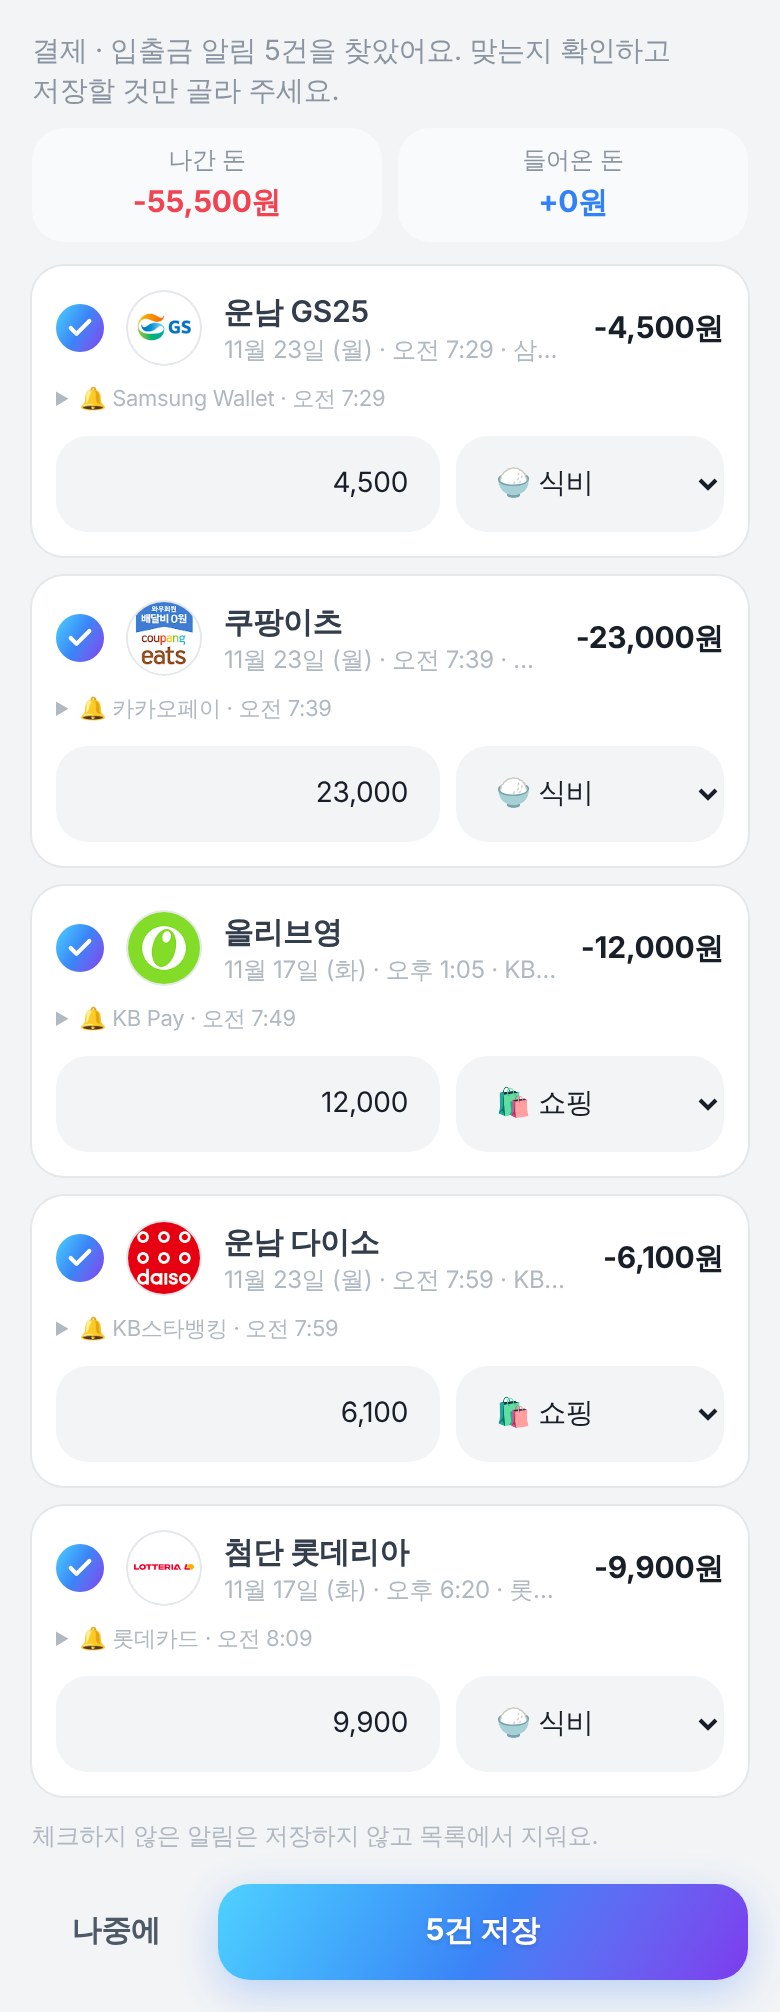 결제 · 입출금 알림 5건을 찾았어요. 맞는지 확인하고
저장할 것만 골라 주세요.
나간 돈
-55,500원
들어온 돈
+0원
GS
운남 GS25
11월 23일 (월) · 오전 7:29 · 삼...
-4,500원
🔔 Samsung Wallet · 오전 7:29
4,500
🍚 식비
와우회원
배달비 0원
coupang
eats
쿠팡이츠
11월 23일 (월) · 오전 7:39 · ...
-23,000원
🔔 카카오페이 · 오전 7:39
23,000
🍚 식비
올리브영
11월 17일 (화) · 오후 1:05 · KB...
-12,000원
🔔 KB Pay · 오전 7:49
12,000
🛍️ 쇼핑
daiso
운남 다이소
11월 23일 (월) · 오전 7:59 · KB...
-6,100원
🔔 KB스타뱅킹 · 오전 7:59
6,100
🛍️ 쇼핑
LOTTERIA
첨단 롯데리아
11월 17일 (화) · 오후 6:20 · 롯...
-9,900원
🔔 롯데카드 · 오전 8:09
9,900
🍚 식비
체크하지 않은 알림은 저장하지 않고 목록에서 지워요.
나중에
5건 저장